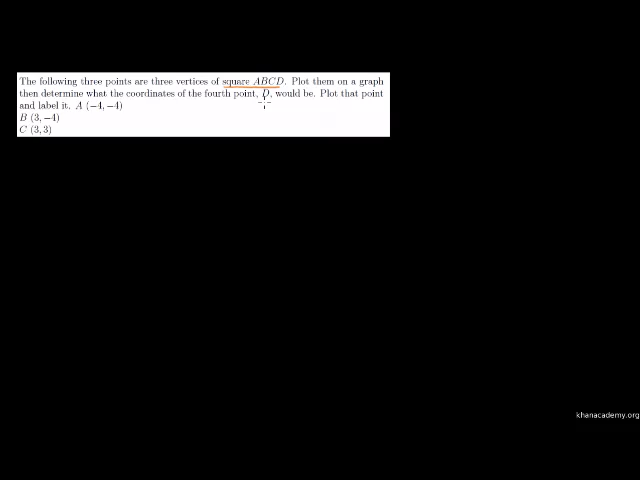 The following three points are three vertices of square ABCD. Plot them on a graph
then determine what the coordinates of the fourth point, D, would be. Plot that point
and label it. A (−4, −4)
B (3, −4)
C (3, 3)
khanacademy.org